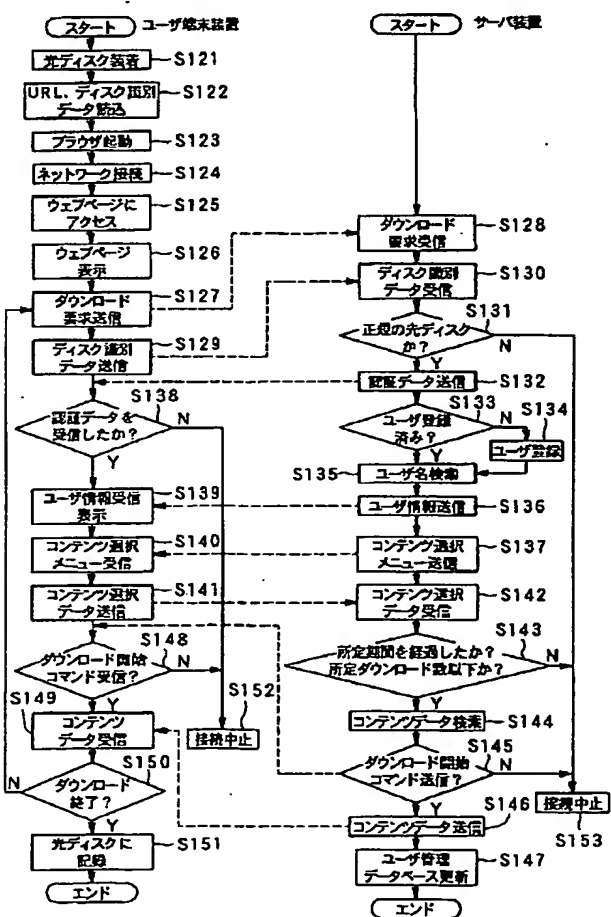 スタート ユーザ端末装置
光ディスク装着 S121
URL、ディスク識別
データ読込 S122
ブラウザ起動 S123
ネットワーク接続 S124
ウェブページに
アクセス S125
ウェブページ
表示 S126
ダウンロード
要求送信 S127
ディスク識別
データ送信 S129
認証データを
受信したか? S138
N
Y
ユーザ情報受信
表示 S139
コンテンツ選択
メニュー受信 S140
コンテンツ選択
データ送信 S141
ダウンロード開始
コマンド受信? S148
N
Y
コンテンツ
データ受信 S149
接続中止 S152
ダウンロード
終了? S150
N
Y
光ディスクに
記録 S151
エンド
スタート サーバ装置
ダウンロード
要求受信 S128
ディスク識別
データ受信 S130
正規の光ディスク
か? S131
N
Y
認証データ送信 S132
ユーザ登録
済み? S133
N
Y
ユーザ登録 S134
S135 ユーザ名検索
ユーザ情報送信 S136
コンテンツ選択
メニュー送信 S137
コンテンツ選択
データ受信 S142
所定期間を経過したか?
所定ダウンロード数以下か? S143
N
Y
コンテンツデータ検索 S144
ダウンロード開始
コマンド送信? S145
N
Y
コンテンツデータ送信 S146
接続中止 S153
ユーザ管理
データベース更新 S147
エンド